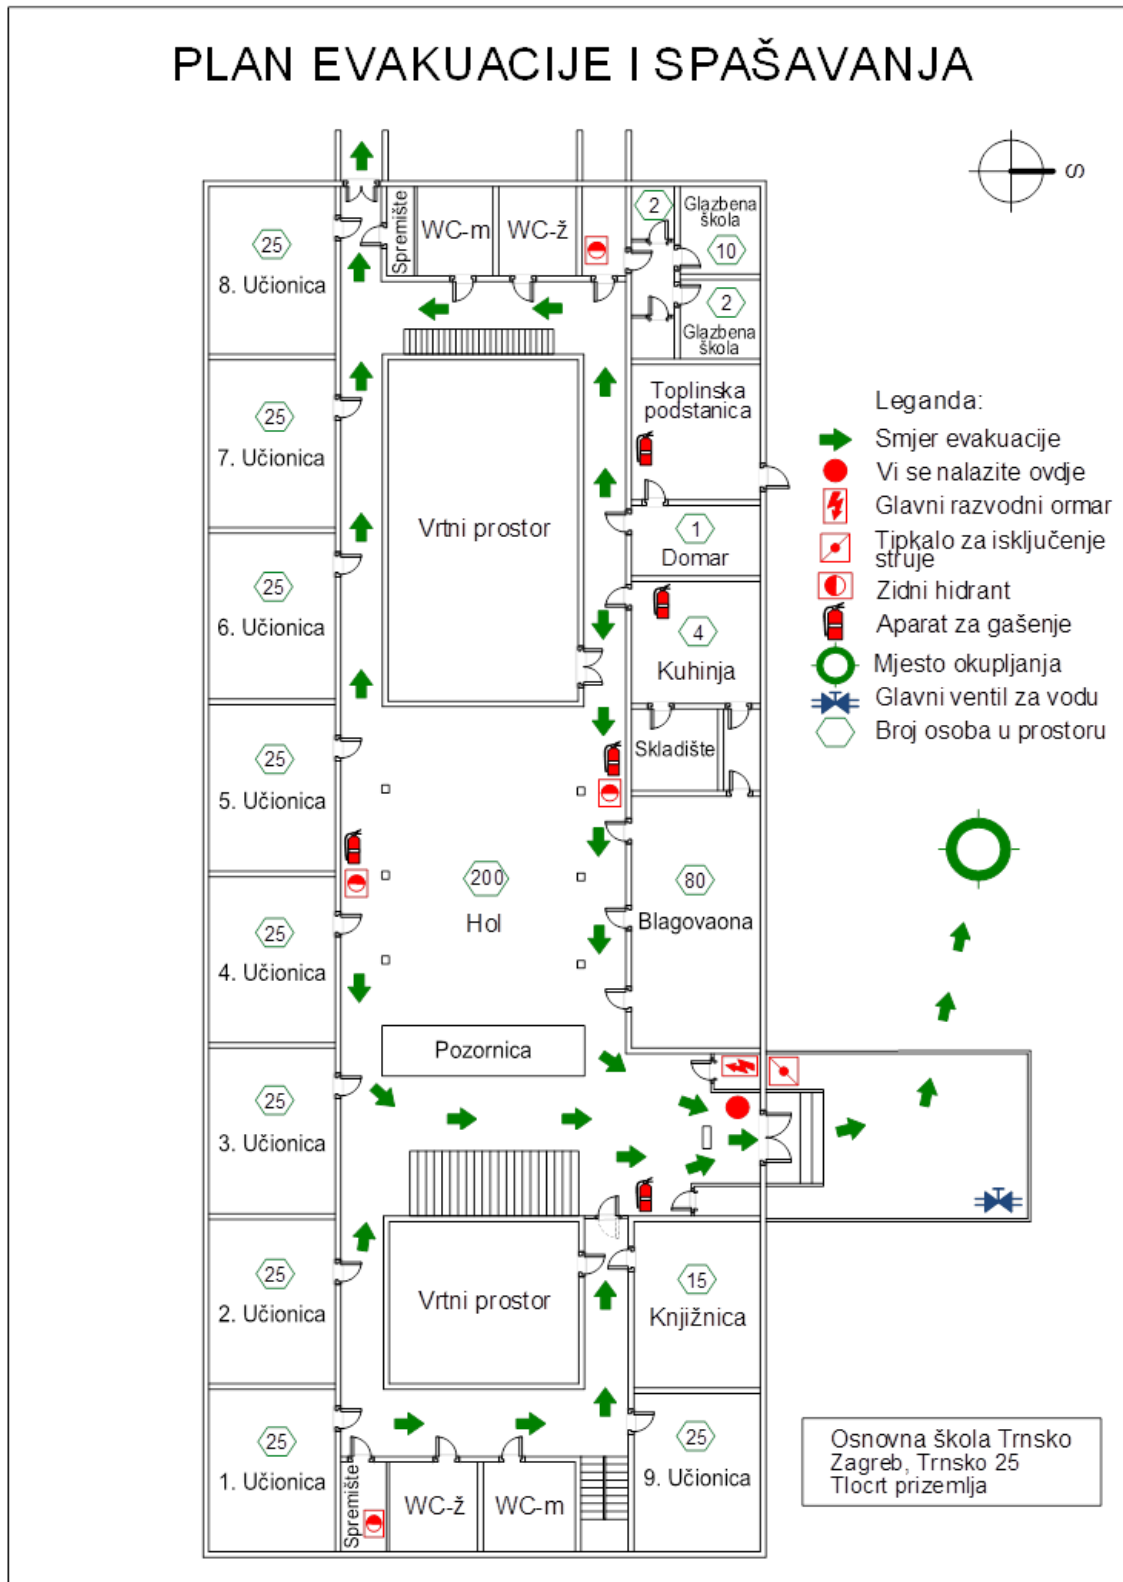 PLAN EVAKUACIJE I SPAŠAVANJA
S
Spremište
WC-m
WC-ž
2
Glazbena
škola
10
25
8. Učionica
2
Glazbena
škola
Toplinska
podstanica
25
7. Učionica
Vrtni prostor
1
Domar
25
6. Učionica
4
Kuhinja
25
5. Učionica
Skladište
200
Hol
80
Blagovaona
25
4. Učionica
Pozornica
25
3. Učionica
25
2. Učionica
Vrtni prostor
15
Knjižnica
25
1. Učionica
Spremište
WC-ž
WC-m
25
9. Učionica
Leganda:
Smjer evakuacije
Vi se nalazite ovdje
Glavni razvodni ormar
Tipkalo za isključenje
struje
Zidni hidrant
Aparat za gašenje
Mjesto okupljanja
Glavni ventil za vodu
Broj osoba u prostoru
Osnovna škola Trnsko
Zagreb, Trnsko 25
Tlocrt prizemlja